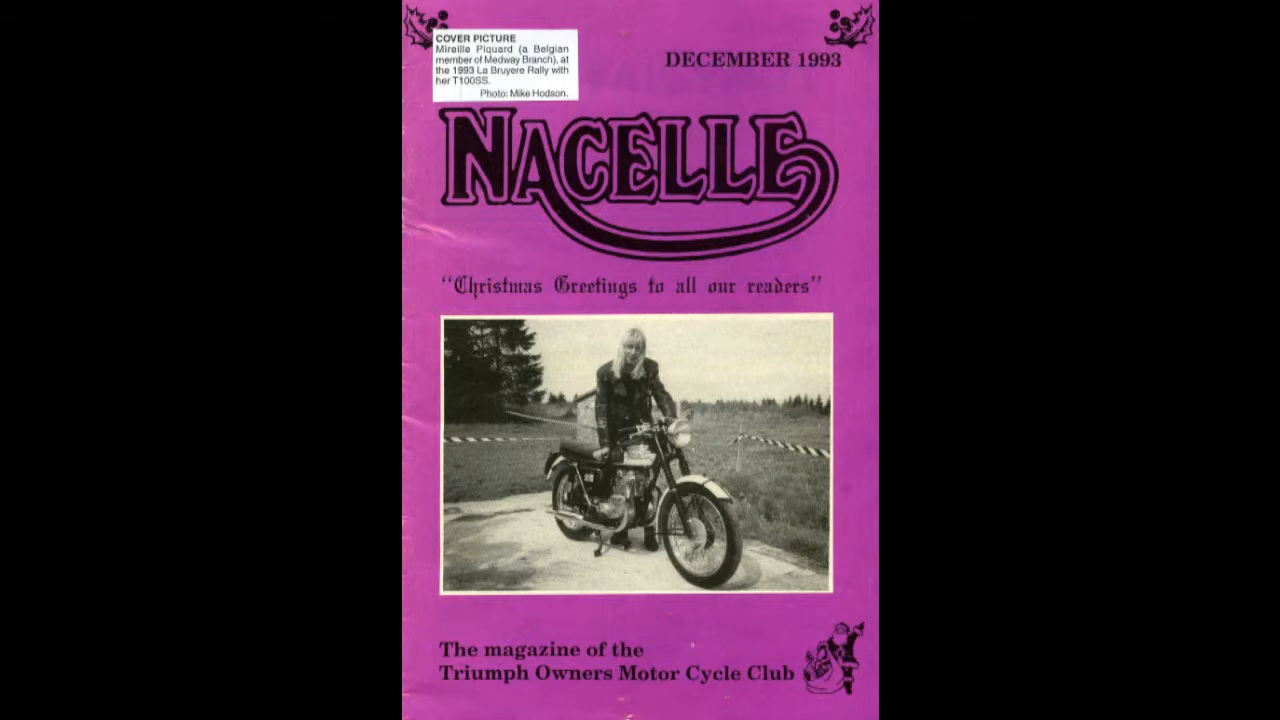 COVER PICTURE
Mireille Piquard (a Belgian
member of Medway Branch), at
the 1993 La Bruyere Rally with
her T100SS.
Photo: Mike Hodson.
DECEMBER 1993
NACELLE
"Christmas Greetings to all our readers"
The magazine of the
Triumph Owners Motor Cycle Club